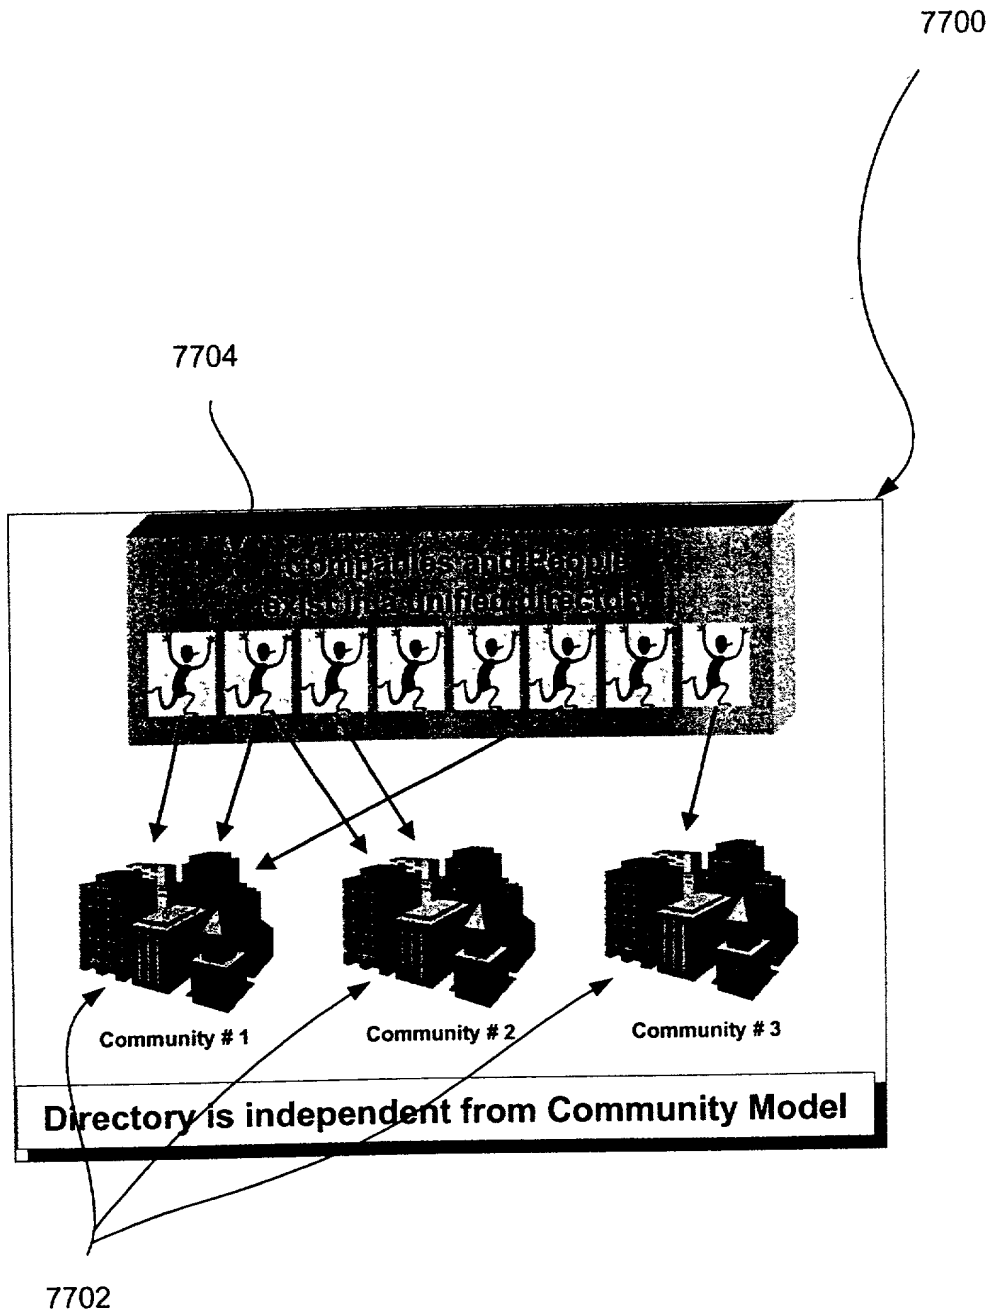 7700
7704
Companies and People
exist in a unified directory
Community # 1
Community # 2
Community # 3
Directory is independent from Community Model
7702